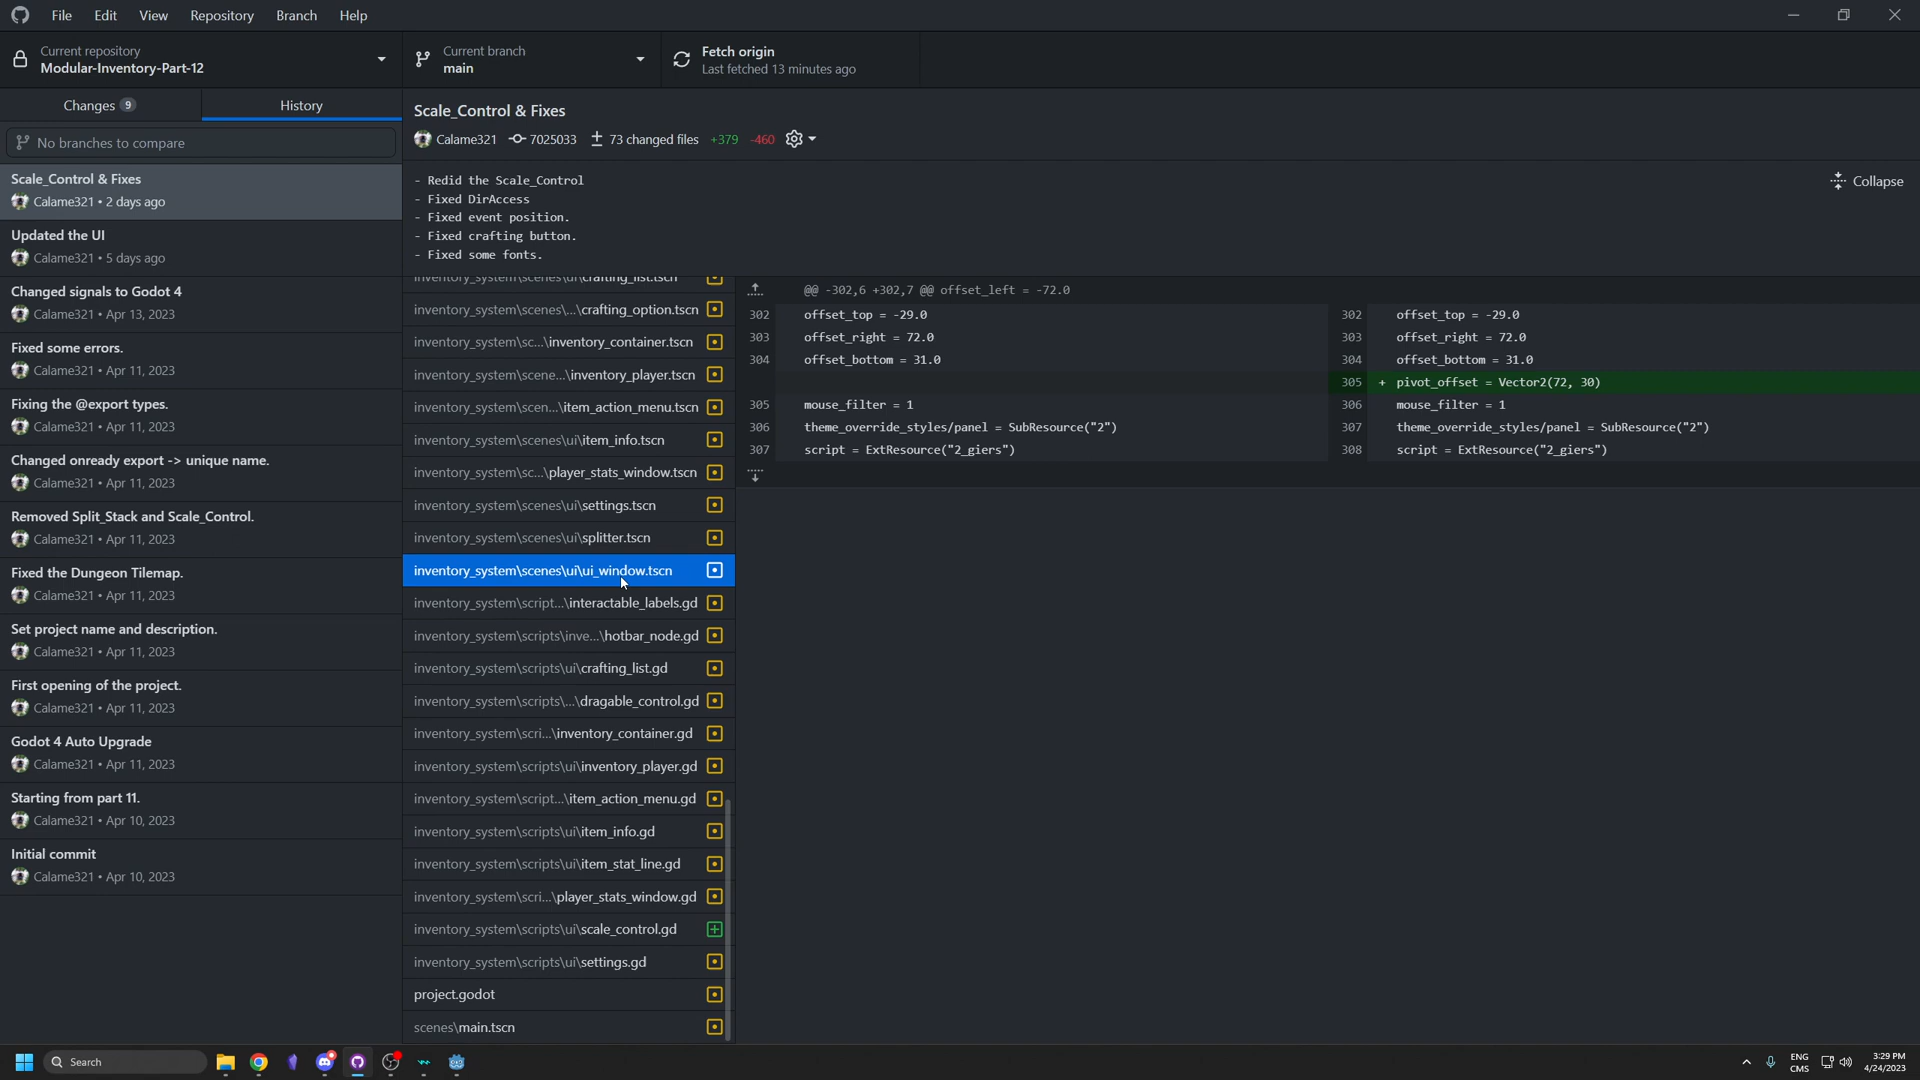 File Edit View Repository Branch Help
Current repository
Modular-Inventory-Part-12
Current branch
main
Fetch origin
Last fetched 13 minutes ago
Changes 9
History
No branches to compare
Scale_Control & Fixes
Calame321 • 2 days ago
Updated the UI
Calame321 • 5 days ago
Changed signals to Godot 4
Calame321 • Apr 13, 2023
Fixed some errors.
Calame321 • Apr 11, 2023
Fixing the @export types.
Calame321 • Apr 11, 2023
Changed onready export -> unique name.
Calame321 • Apr 11, 2023
Removed Split_Stack and Scale_Control.
Calame321 • Apr 11, 2023
Fixed the Dungeon Tilemap.
Calame321 • Apr 11, 2023
Set project name and description.
Calame321 • Apr 11, 2023
First opening of the project.
Calame321 • Apr 11, 2023
Godot 4 Auto Upgrade
Calame321 • Apr 11, 2023
Starting from part 11.
Calame321 • Apr 10, 2023
Initial commit
Calame321 • Apr 10, 2023
Scale_Control & Fixes
Calame321 7025033 73 changed files +379 -460
- Redid the Scale_Control
- Fixed DirAccess
- Fixed event position.
- Fixed crafting button.
- Fixed some fonts.
Collapse
inventory_system\scenes\ui\crafting_list.tscn
inventory_system\scenes\...\crafting_option.tscn
inventory_system\sc...\inventory_container.tscn
inventory_system\scene...\inventory_player.tscn
inventory_system\scen...\item_action_menu.tscn
inventory_system\scenes\ui\item_info.tscn
inventory_system\sc...\player_stats_window.tscn
inventory_system\scenes\ui\settings.tscn
inventory_system\scenes\ui\splitter.tscn
inventory_system\scenes\ui\ui_window.tscn
inventory_system\script...\interactable_labels.gd
inventory_system\scripts\inve...\hotbar_node.gd
inventory_system\scripts\ui\crafting_list.gd
inventory_system\scripts\...\dragable_control.gd
inventory_system\scri...\inventory_container.gd
inventory_system\scripts\ui\inventory_player.gd
inventory_system\script...\item_action_menu.gd
inventory_system\scripts\ui\item_info.gd
inventory_system\scripts\ui\item_stat_line.gd
inventory_system\scri...\player_stats_window.gd
inventory_system\scripts\ui\scale_control.gd
inventory_system\scripts\ui\settings.gd
project.godot
scenes\main.tscn
@@ -302,6 +302,7 @@ offset_left = -72.0
302 offset_top = -29.0
303 offset_right = 72.0
304 offset_bottom = 31.0
305 mouse_filter = 1
306 theme_override_styles/panel = SubResource("2")
307 script = ExtResource("2_giers")
302 offset_top = -29.0
303 offset_right = 72.0
304 offset_bottom = 31.0
305 + pivot_offset = Vector2(72, 30)
306 mouse_filter = 1
307 theme_override_styles/panel = SubResource("2")
308 script = ExtResource("2_giers")
Search
ENG
CMS
3:29 PM
4/24/2023